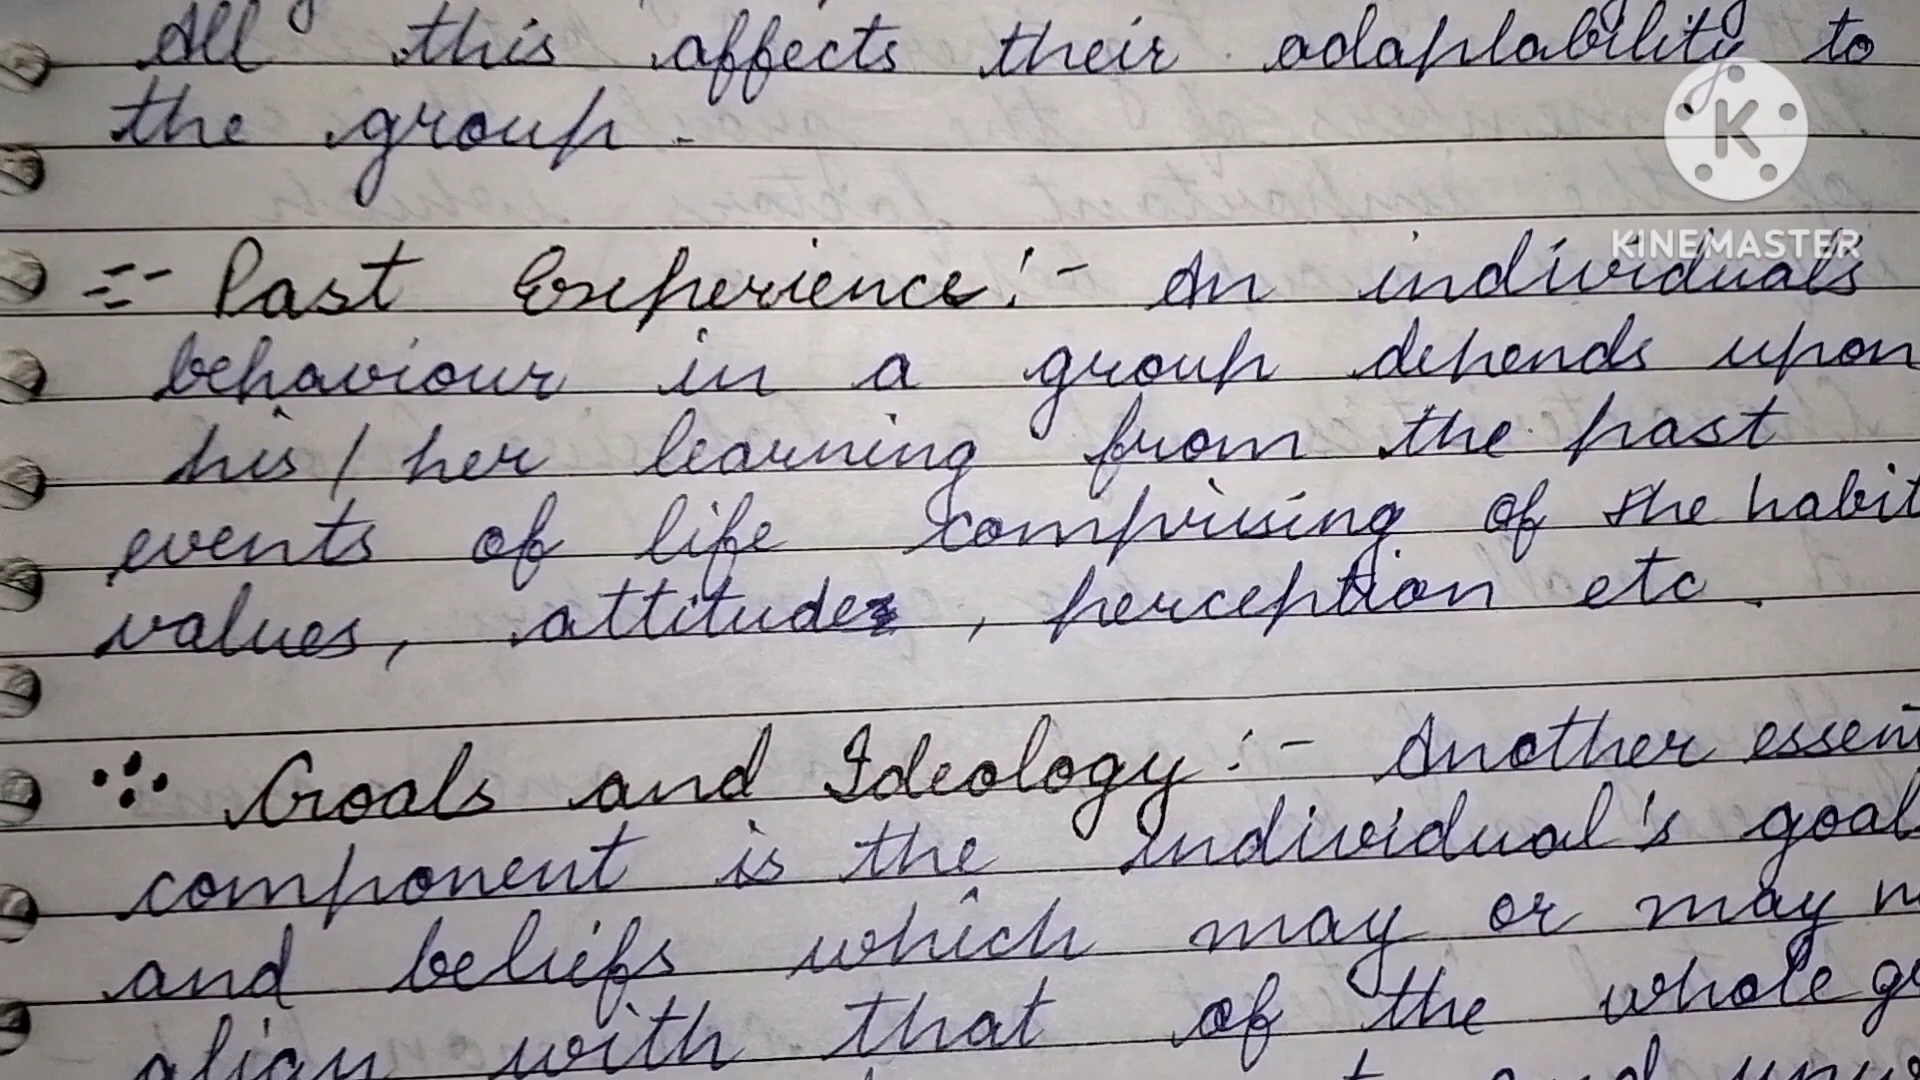 All this affects their adaptability to
the group.
Past Experience :- An individuals
behaviour in a group depends upon
his / her learning from the past
events of life comprising of the habit
values, attitudes, perception etc.
Goals and Ideology :- Another essent
component is the individual's goals
and beliefs which may or may n
align with that of the whole g
K
KINEMASTER